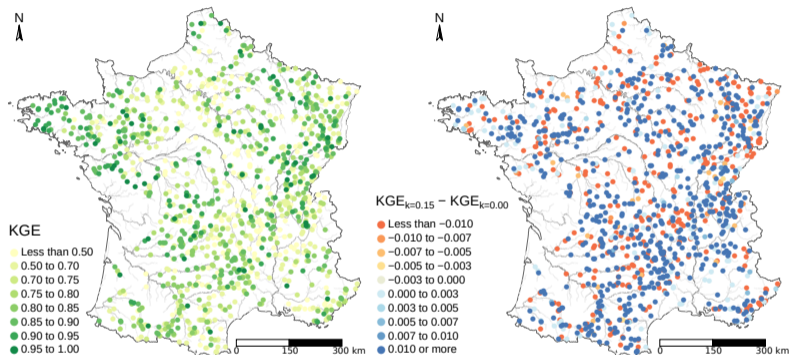 N
KGE
Less than 0.50
0.50 to 0.70
0.70 to 0.75
0.75 to 0.80
0.80 to 0.85
0.85 to 0.90
0.90 to 0.95
0.95 to 1.00
0 150 300 km
N
KGEk=0.15 − KGEk=0.00
Less than −0.010
−0.010 to −0.007
−0.007 to −0.005
−0.005 to −0.003
−0.003 to 0.000
0.000 to 0.003
0.003 to 0.005
0.005 to 0.007
0.007 to 0.010
0.010 or more
0 150 300 km